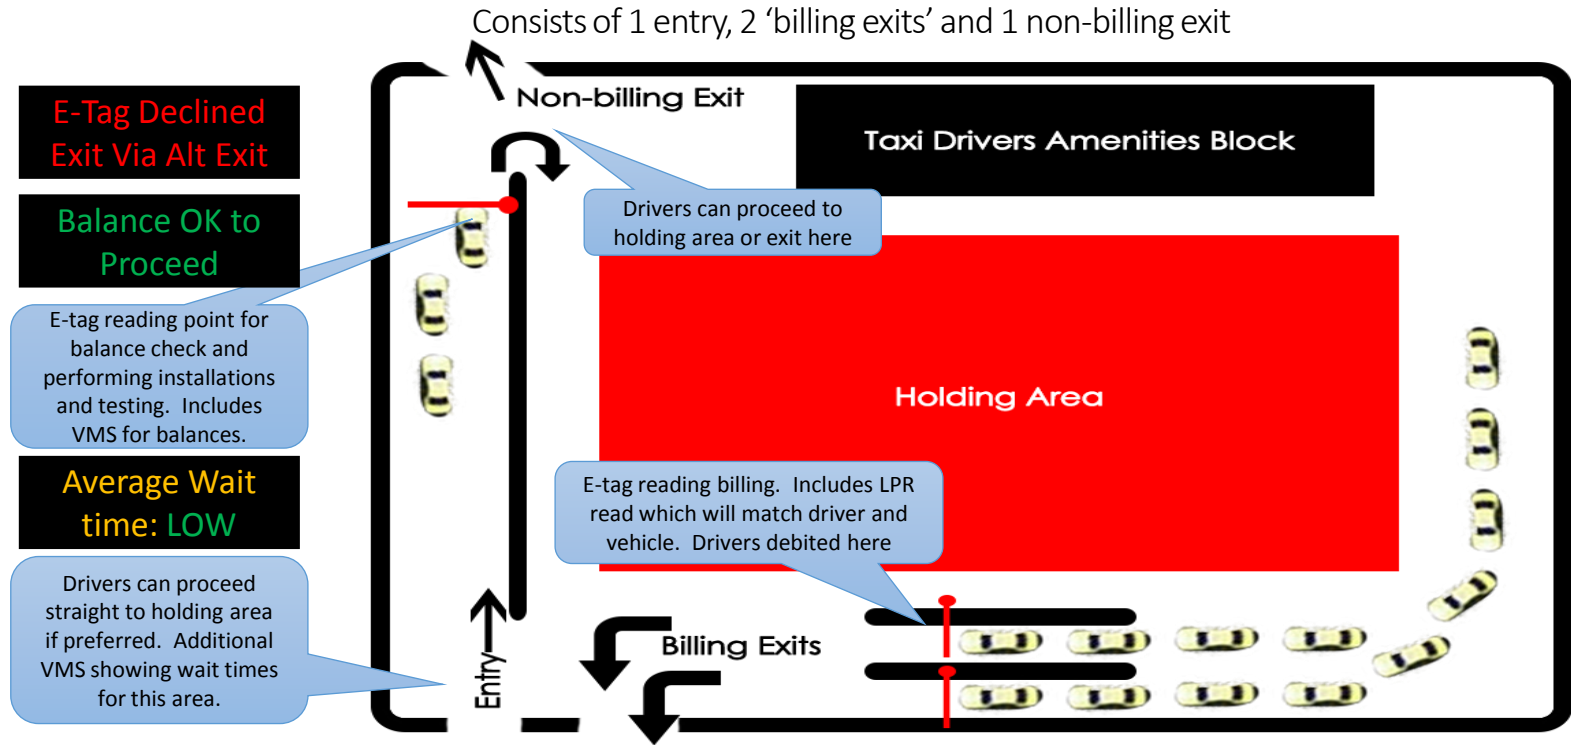 Consists of 1 entry, 2 ‘billing exits’ and 1 non-billing exit
E-Tag Declined
Exit Via Alt Exit
Balance OK to
Proceed
E-tag reading point for
balance check and
performing installations
and testing.  Includes
VMS for balances.
Average Wait
time: LOW
Drivers can proceed
straight to holding area
if preferred.  Additional
VMS showing wait times
for this area.
Non-billing Exit
Drivers can proceed to
holding area or exit here
Taxi Drivers Amenities Block
Holding Area
E-tag reading billing.  Includes LPR
read which will match driver and
vehicle.  Drivers debited here
Entry
Billing Exits